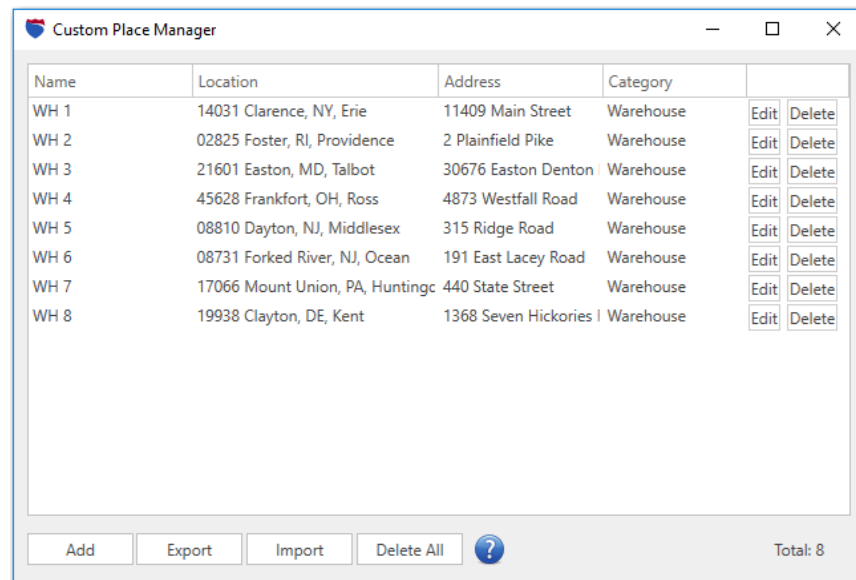 Custom Place Manager
Name Location Address Category
WH 1 14031 Clarence, NY, Erie 11409 Main Street Warehouse Edit Delete
WH 2 02825 Foster, RI, Providence 2 Plainfield Pike Warehouse Edit Delete
WH 3 21601 Easton, MD, Talbot 30676 Easton Denton Warehouse Edit Delete
WH 4 45628 Frankfort, OH, Ross 4873 Westfall Road Warehouse Edit Delete
WH 5 08810 Dayton, NJ, Middlesex 315 Ridge Road Warehouse Edit Delete
WH 6 08731 Forked River, NJ, Ocean 191 East Lacey Road Warehouse Edit Delete
WH 7 17066 Mount Union, PA, Huntingc 440 State Street Warehouse Edit Delete
WH 8 19938 Clayton, DE, Kent 1368 Seven Hickories Warehouse Edit Delete
Add Export Import Delete All ? Total: 8